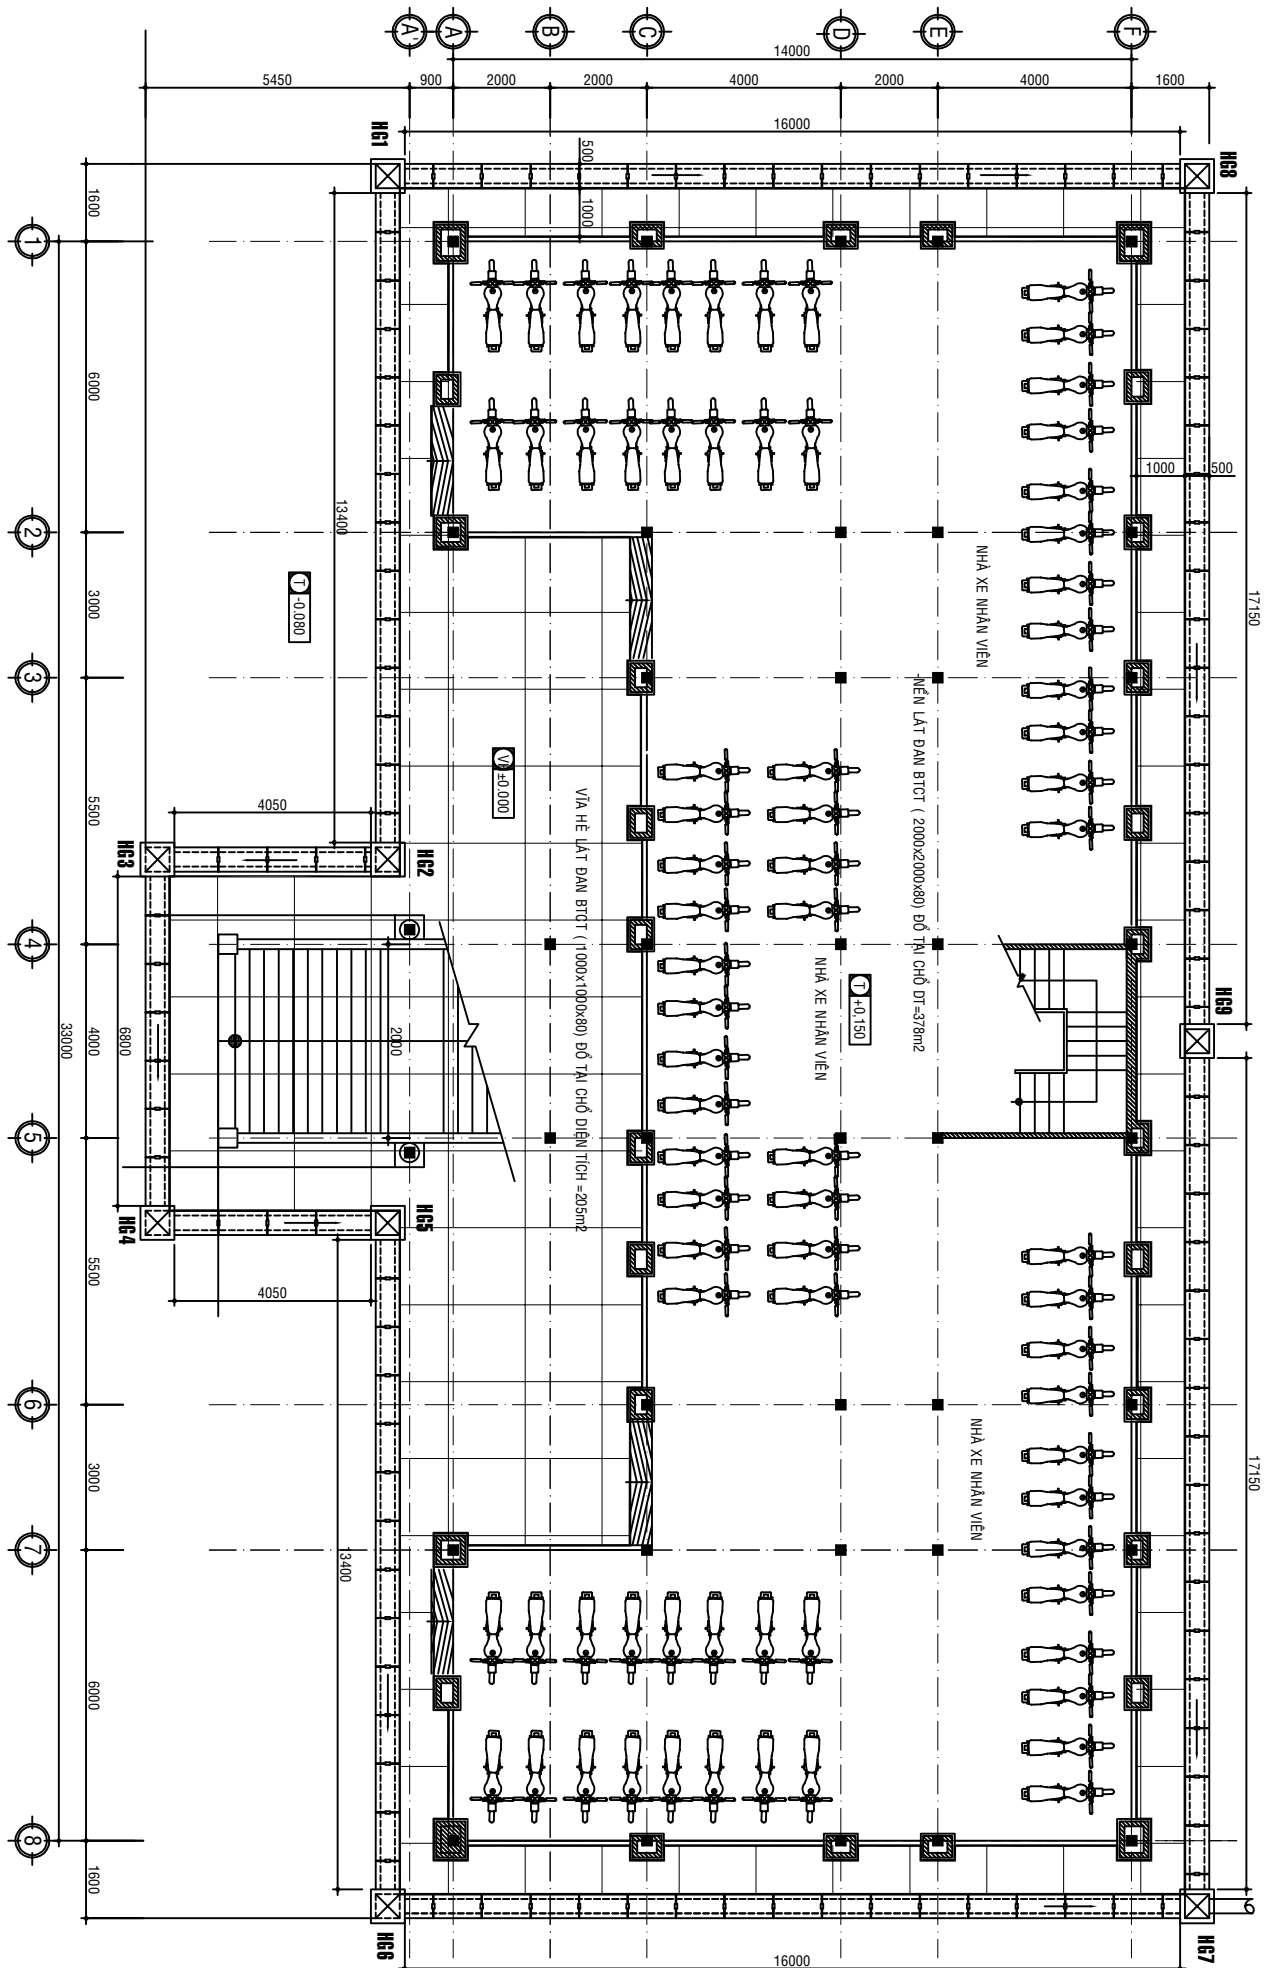 A'
A
B
C
D
E
F
14000
5450
900
2000
2000
4000
2000
4000
1600
16000
HG1
HG8
500
1000
1600
1
6000
13400
1000
500
2
17150
T -0.080
NHÀ XE NHÂN VIÊN
3000
3
-NỀN LÁT ĐAN BTCT ( 2000x2000x80) ĐỔ TẠI CHỖ DT=378m2
VH ±0.000
VỈA HÈ LÁT ĐAN BTCT ( 1000x1000x80) ĐỔ TẠI CHỖ DIỆN TÍCH =205m2
5500
4050
HG3
HG2
4
NHÀ XE NHÂN VIÊN
T +0,150
HG9
33000
4000
6800
2000
5
HG4
HG5
5500
4050
17150
6
NHÀ XE NHÂN VIÊN
3000
7
13400
6000
8
1600
HG6
HG7
16000